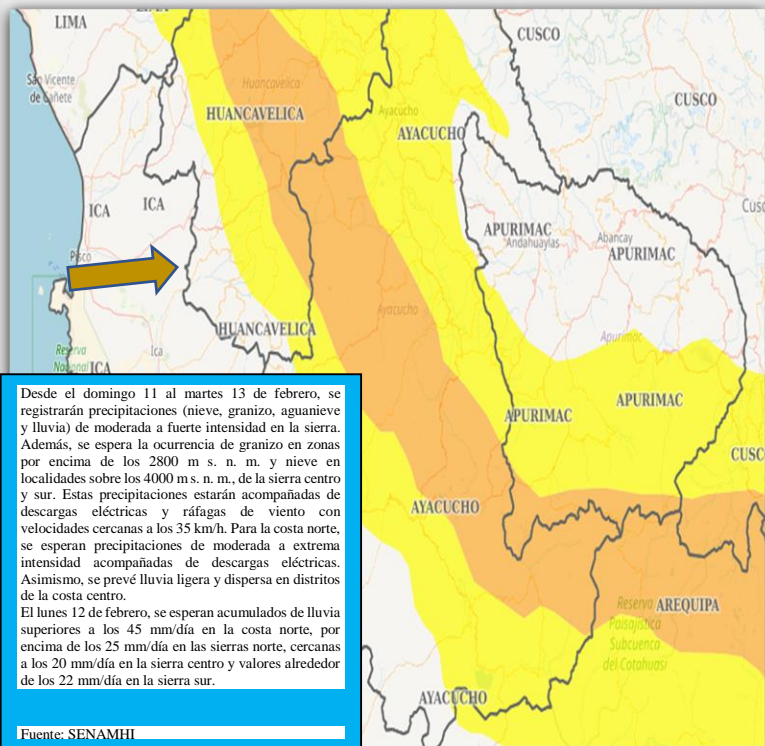 LIMA
LIMA
CUSCO
San Vicente
de Cañete
Huancavelica
CUSCO
HUANCAVELICA
Ayacucho
AYACUCHO
ICA
ICA
APURIMAC
Andahuaylas
Abancay
APURIMAC
Cusc
Pisco
Ayacucho
HUANCAVELICA
Apurímac
Reserva
Nacional
ICA
Ica
APURIMAC
APURIMAC
CUSCO
AYACUCHO
Reserva
Paisajística
Subcuenca
del Cotahuasi
AREQUIPA
AYACUCHO
Desde el domingo 11 al martes 13 de febrero, se
registrarán precipitaciones (nieve, granizo, aguanieve
y lluvia) de moderada a fuerte intensidad en la sierra.
Además, se espera la ocurrencia de granizo en zonas
por encima de los 2800 m s. n. m. y nieve en
localidades sobre los 4000 m s. n. m., de la sierra centro
y sur. Estas precipitaciones estarán acompañadas de
descargas eléctricas y ráfagas de viento con
velocidades cercanas a los 35 km/h. Para la costa norte,
se esperan precipitaciones de moderada a extrema
intensidad acompañadas de descargas eléctricas.
Asimismo, se prevé lluvia ligera y dispersa en distritos
de la costa centro.
El lunes 12 de febrero, se esperan acumulados de lluvia
superiores a los 45 mm/día en la costa norte, por
encima de los 25 mm/día en las sierras norte, cercanas
a los 20 mm/día en la sierra centro y valores alrededor
de los 22 mm/día en la sierra sur.
Fuente: SENAMHI